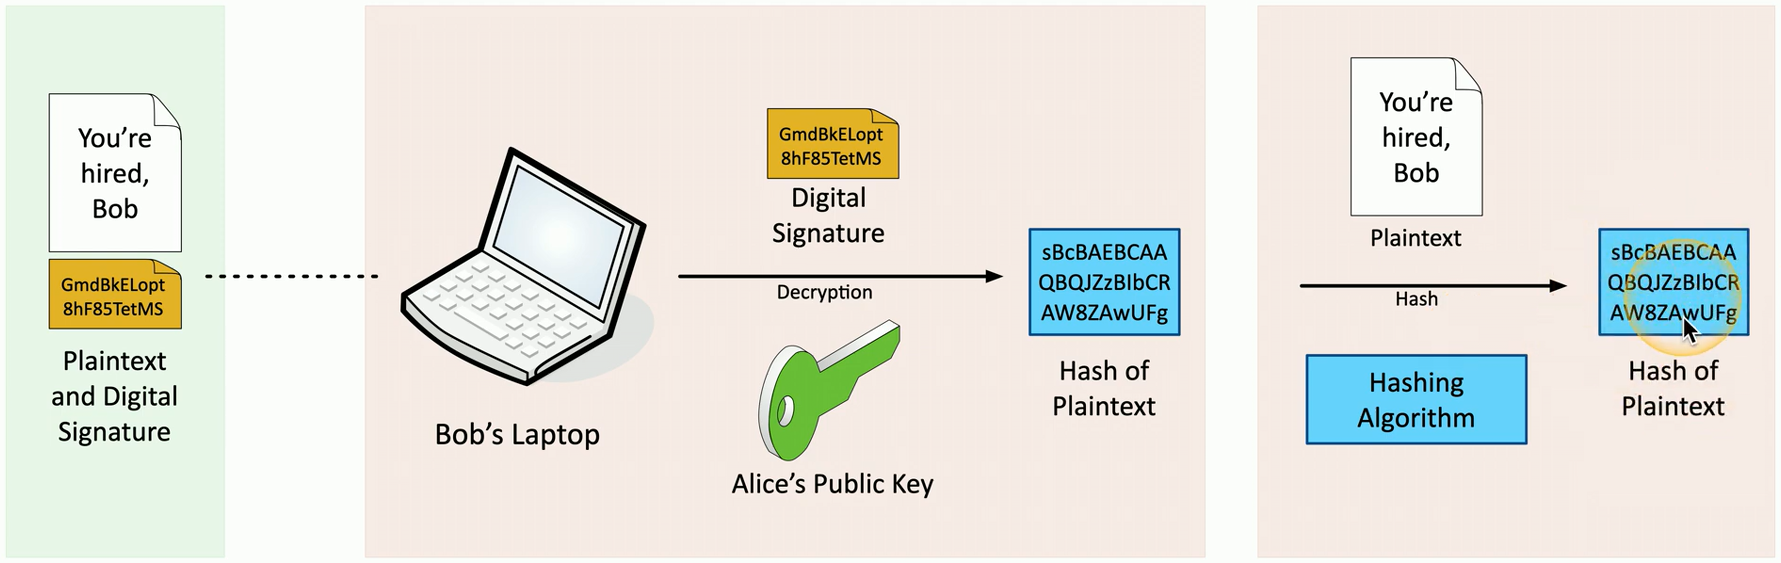 You're
hired,
Bob
GmdBkELopt
8hF85TetMS
Plaintext
and Digital
Signature
Bob's Laptop
GmdBkELopt
8hF85TetMS
Digital
Signature
Decryption
Alice's Public Key
sBcBAEBCAA
QBQJZzBIbCR
AW8ZAwUFg
Hash of
Plaintext
You're
hired,
Bob
Plaintext
Hash
Hashing
Algorithm
sBcBAEBCAA
QBQJZzBIbCR
AW8ZAwUFg
Hash of
Plaintext